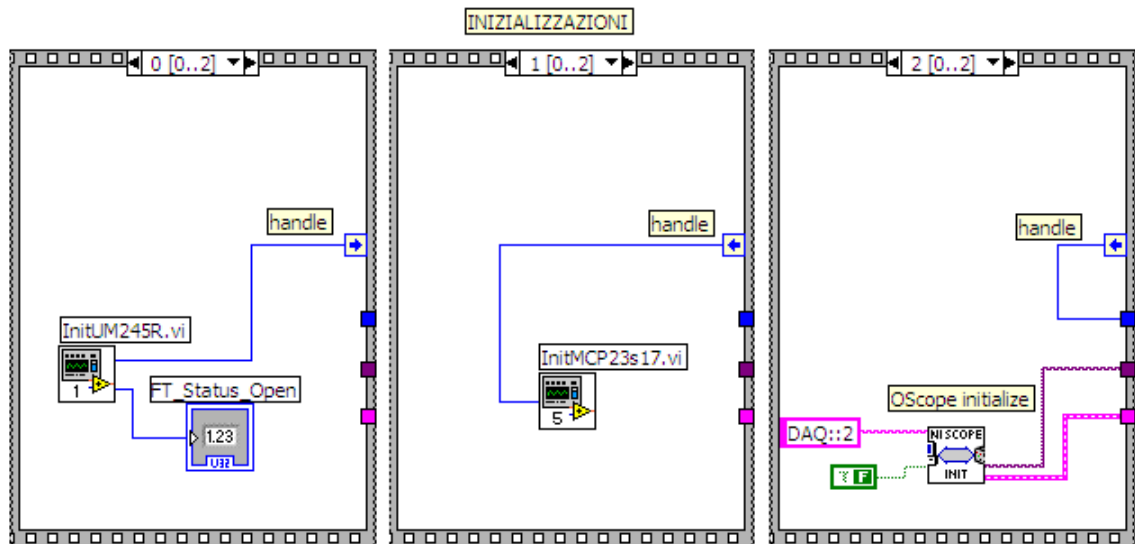 INIZIALIZZAZIONI
0 [0..2]
handle
InitUM245R.vi
1
FT_Status_Open
1.23
U32
1 [0..2]
handle
InitMCP23s17.vi
5
2 [0..2]
handle
OScope initialize
DAQ::2
NI SCOPE
INIT
F